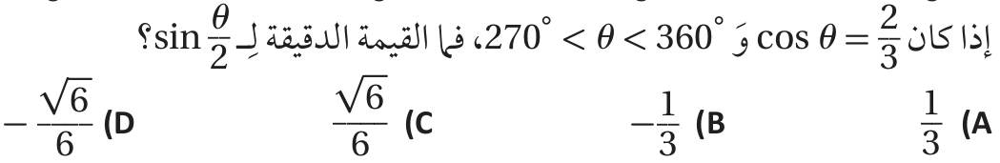 إذا كان cos θ = 2/3 وَ 270° < θ < 360°، فما القيمة الدقيقة لِـ sin θ/2؟
A) 1/3 B) −1/3 C) √6/6 D) −√6/6